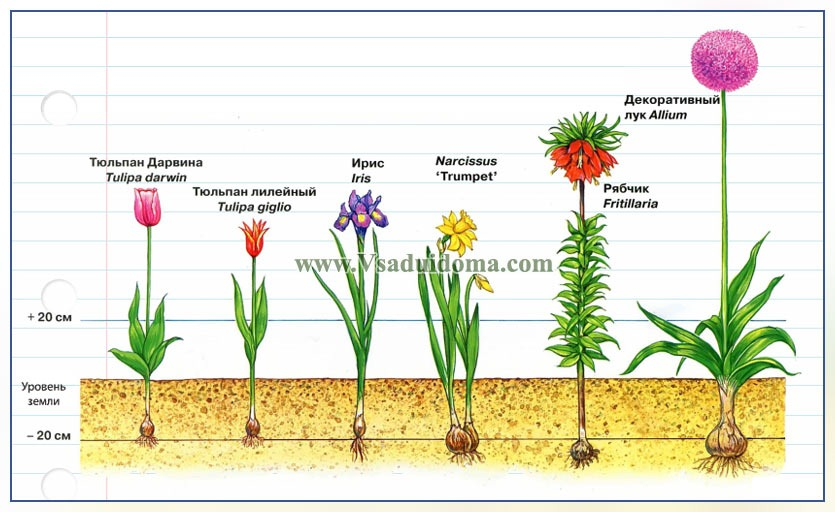 Тюльпан Дарвина
Tulipa darwin
Тюльпан лилейный
Tulipa giglio
Ирис
Iris
Narcissus
‘Trumpet’
Рябчик
Fritillaria
Декоративный
лук Allium
www.Vsaduidoma.com
+ 20 см
Уровень
земли
– 20 см